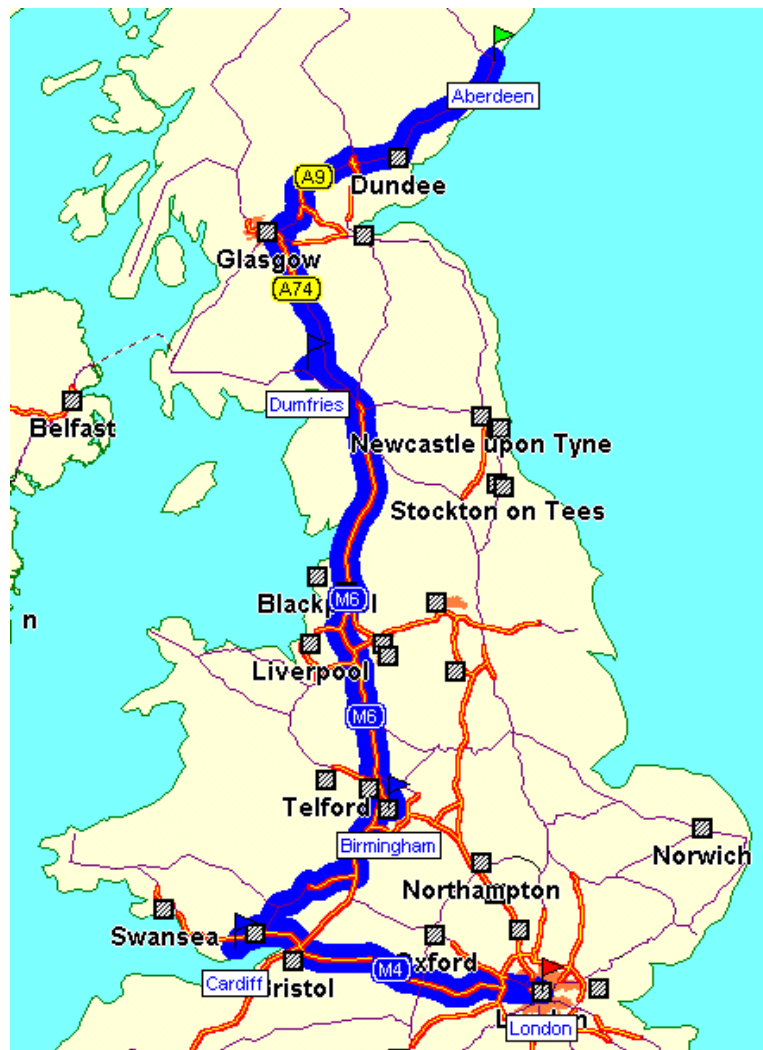 Aberdeen
A9
Dundee
Glasgow
A74
Dumfries
Belfast
Newcastle upon Tyne
Stockton on Tees
M6
n
Liverpool
M6
Telford
Birmingham
Norwich
Northampton
Swansea
M4
Cardiff
London